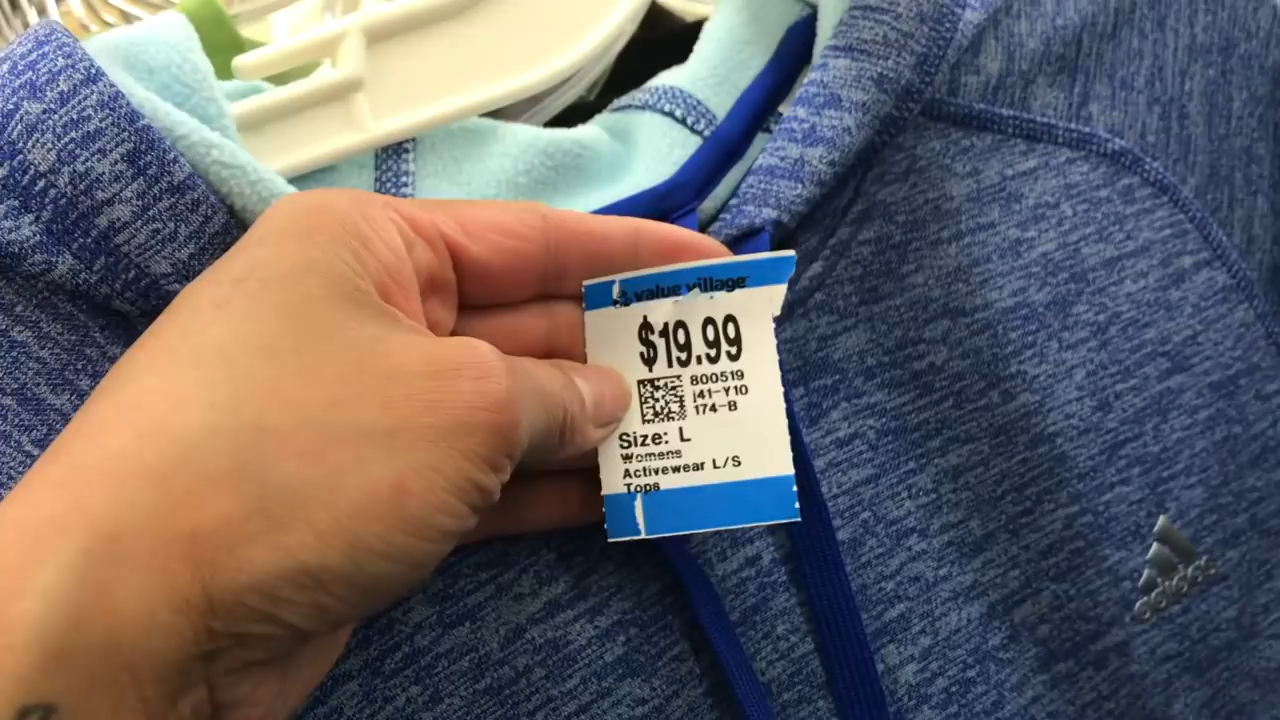 value village
$19.99
800519
j41-Y10
174-B
Size: L
Womens
Activewear L/S
Tops
adidas